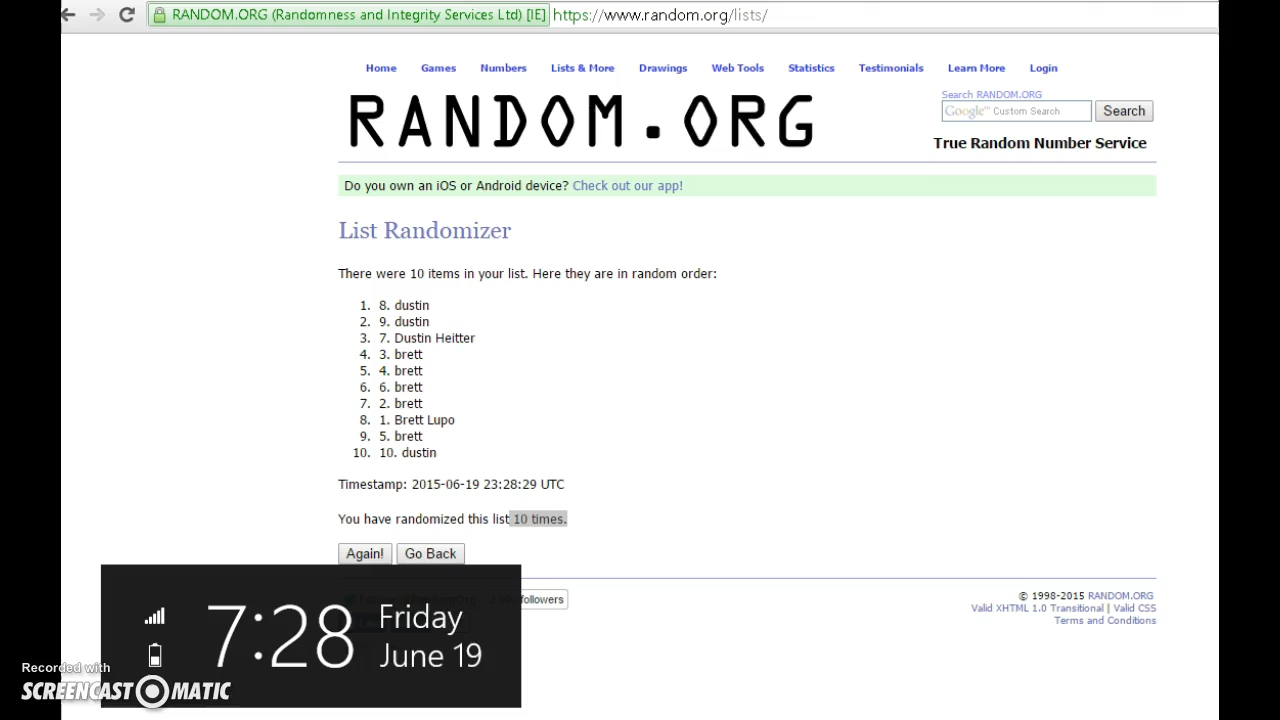 RANDOM.ORG (Randomness and Integrity Services Ltd) [IE] https://www.random.org/lists/
Home Games Numbers Lists & More Drawings Web Tools Statistics Testimonials Learn More Login
RANDOM.ORG
Search RANDOM.ORG
Google™ Custom Search Search
True Random Number Service
Do you own an iOS or Android device? Check out our app!
List Randomizer
There were 10 items in your list. Here they are in random order:
1. 8. dustin
2. 9. dustin
3. 7. Dustin Heitter
4. 3. brett
5. 4. brett
6. 6. brett
7. 2. brett
8. 1. Brett Lupo
9. 5. brett
10. 10. dustin
Timestamp: 2015-06-19 23:28:29 UTC
You have randomized this list 10 times.
Again! Go Back
followers
© 1998-2015 RANDOM.ORG
Valid XHTML 1.0 Transitional | Valid CSS
Terms and Conditions
7:28 Friday
June 19
Recorded with
SCREENCAST MATIC